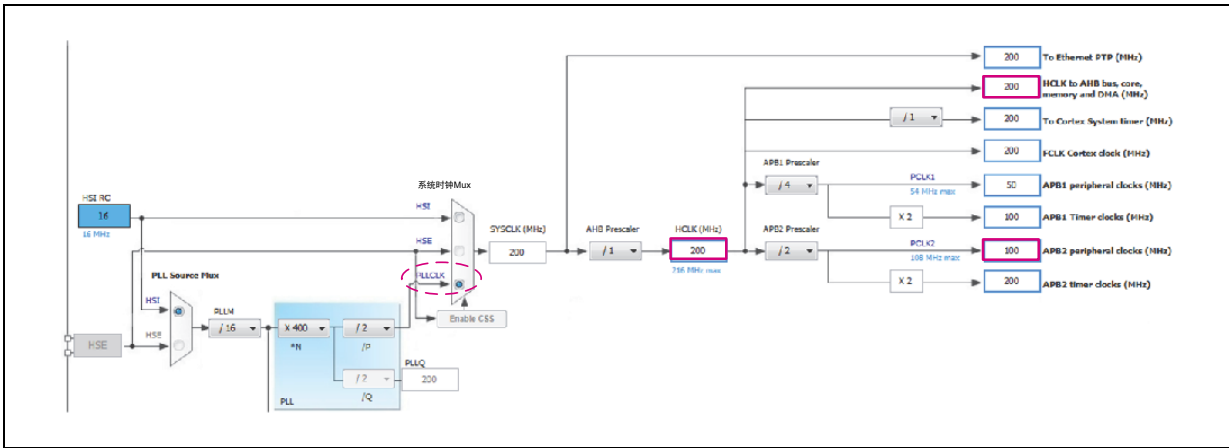 200
To Ethernet PTP (MHz)
200
HCLK to AHB bus, core,
memory and DMA (MHz)
/ 1
200
To Cortex System timer (MHz)
200
FCLK Cortex clock (MHz)
系统时钟Mux
APB1 Prescaler
HSI RC
16
16 MHz
HSI
/ 4
PCLK1
54 MHz max
50
APB1 peripheral clocks (MHz)
X 2
100
APB1 Timer clocks (MHz)
HSE
SYSCLK (MHz)
200
AHB Prescaler
/ 1
HCLK (MHz)
200
216 MHz max
APB2 Prescaler
/ 2
PCLK2
108 MHz max
100
APB2 peripheral clocks (MHz)
PLLCLK
X 2
200
APB2 timer clocks (MHz)
PLL Source Mux
HSI
HSE
HSE
PLLM
/ 16
X 400
*N
/ 2
/P
Enable CSS
PLLQ
/ 2
/Q
200
PLL